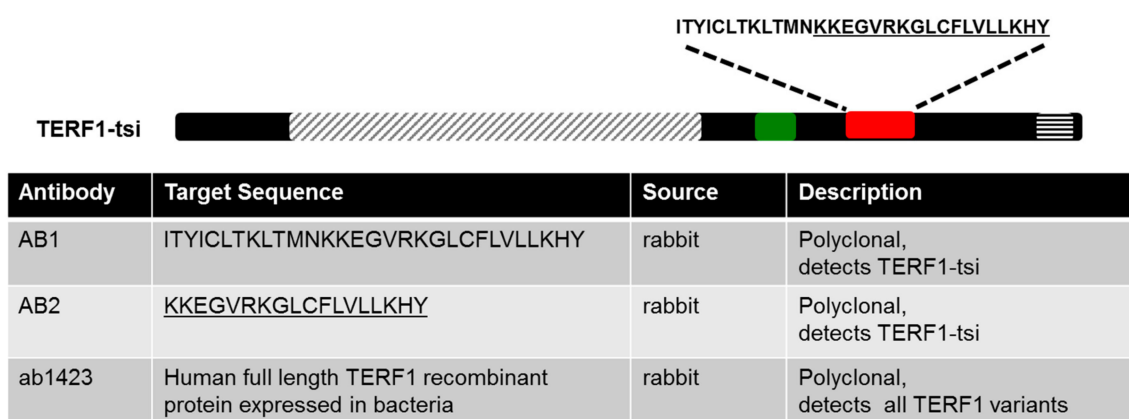 ITYICLTKLTMNKKEGVRKGLCFLVLLKHY
TERF1-tsi
Antibody Target Sequence Source Description
AB1 ITYICLTKLTMNKKEGVRKGLCFLVLLKHY rabbit Polyclonal,
detects TERF1-tsi
AB2 KKEGVRKGLCFLVLLKHY rabbit Polyclonal,
detects TERF1-tsi
ab1423 Human full length TERF1 recombinant rabbit Polyclonal,
protein expressed in bacteria detects all TERF1 variants